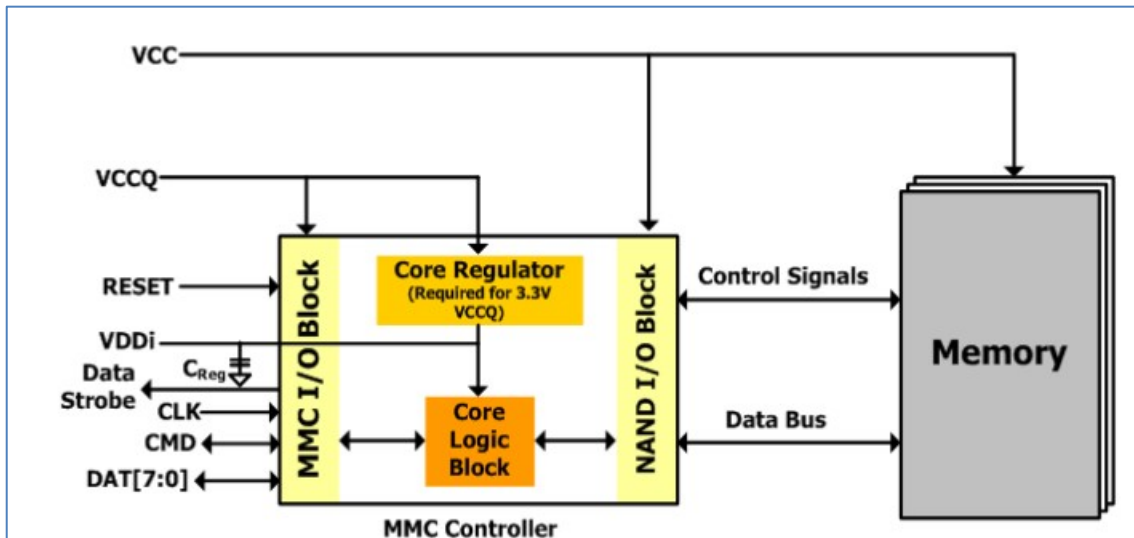 VCC
VCCQ
RESET
VDDi
CReg
Data
Strobe
CLK
CMD
DAT[7:0]
MMC I/O Block
Core Regulator
(Required for 3.3V
VCCQ)
Core
Logic
Block
NAND I/O Block
MMC Controller
Control Signals
Data Bus
Memory